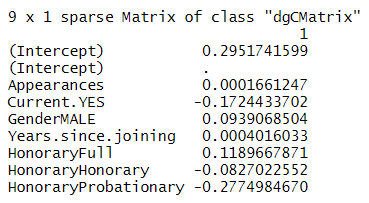 9 x 1 sparse Matrix of class "dgCMatrix"
1
(Intercept) 0.2951741599
(Intercept) .
Appearances 0.0001661247
Current.YES -0.1724433702
GenderMALE 0.0939068504
Years.since.joining 0.0004016033
HonoraryFull 0.1189667871
HonoraryHonorary -0.0827022552
HonoraryProbationary -0.2774984670